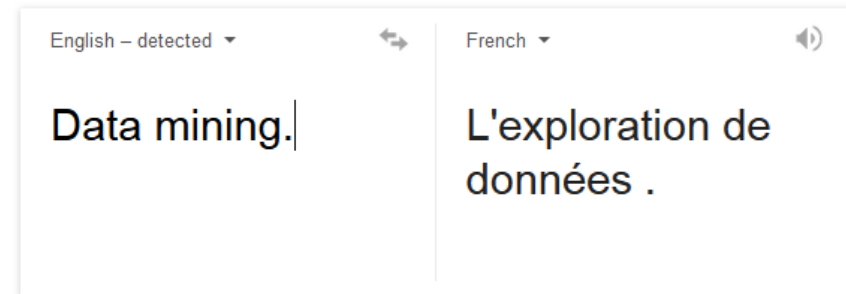 English – detected
French
Data mining.
L'exploration de
données .